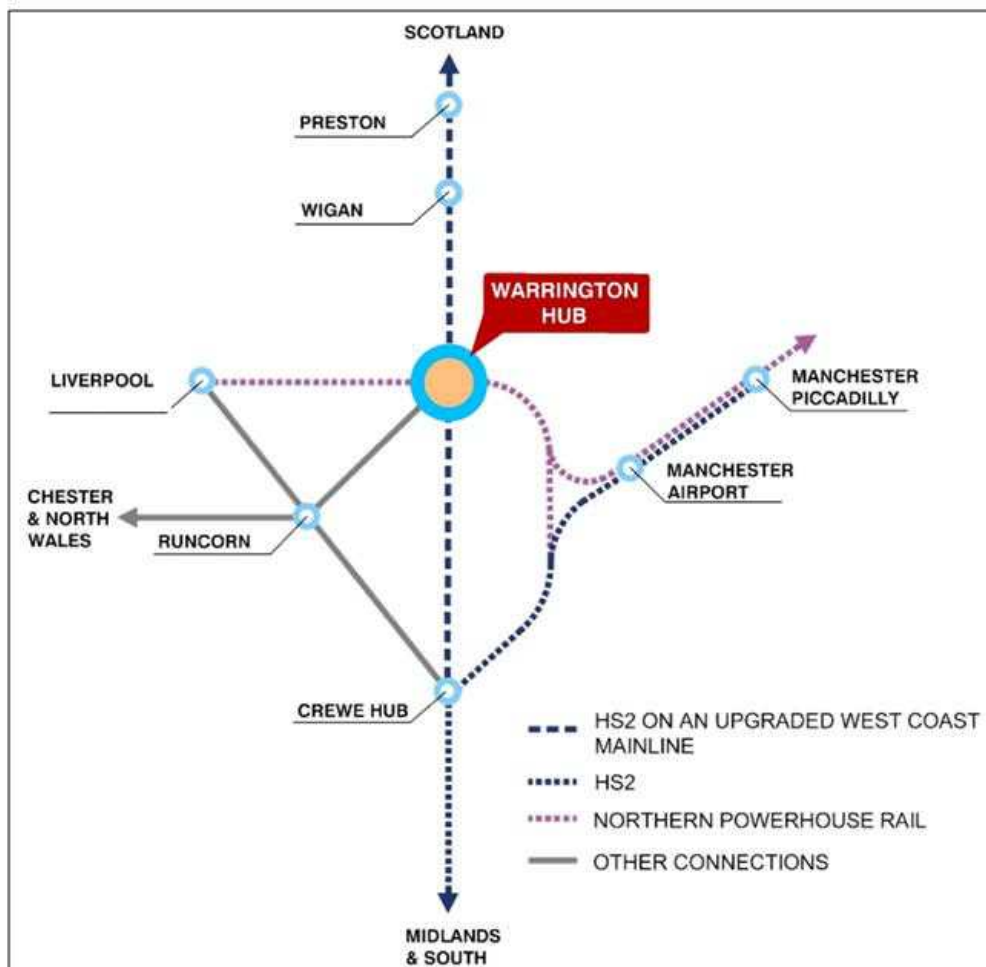 SCOTLAND
PRESTON
WIGAN
WARRINGTON
HUB
LIVERPOOL
MANCHESTER
PICCADILLY
MANCHESTER
AIRPORT
CHESTER
& NORTH
WALES
RUNCORN
CREWE HUB
HS2 ON AN UPGRADED WEST COAST
MAINLINE
HS2
NORTHERN POWERHOUSE RAIL
OTHER CONNECTIONS
MIDLANDS
& SOUTH